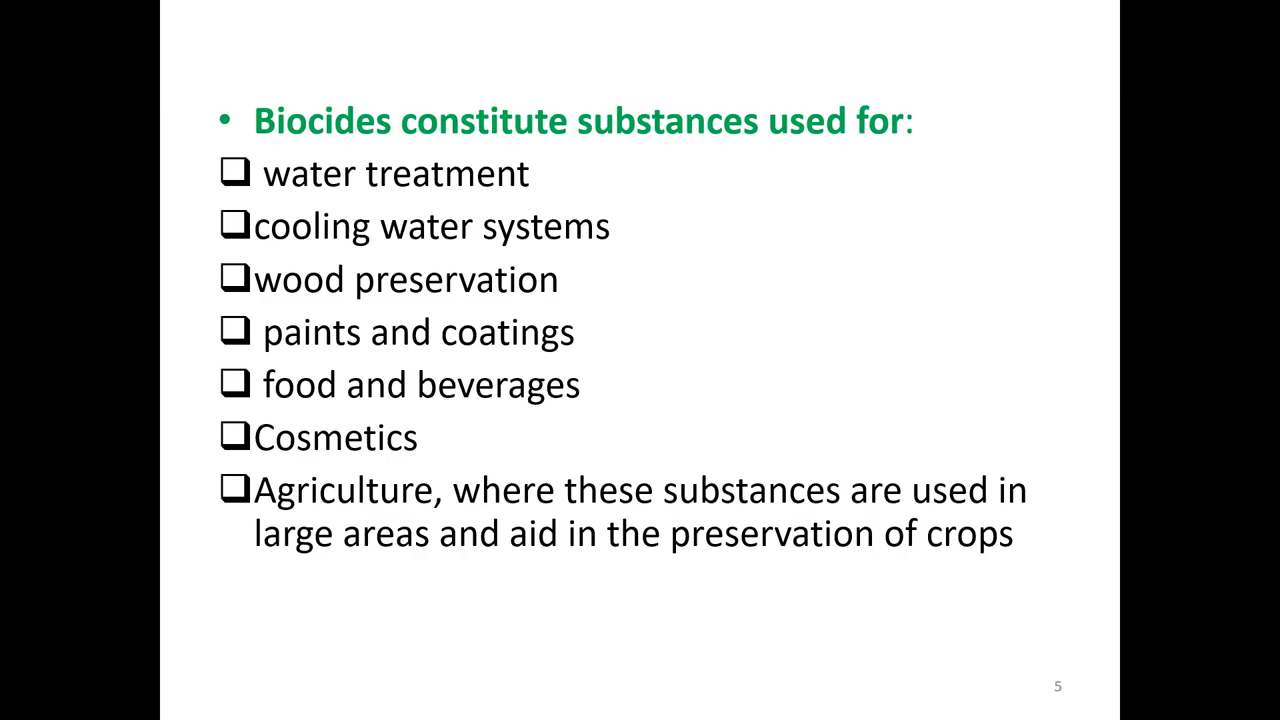 • Biocides constitute substances used for:
❑ water treatment
❑cooling water systems
❑wood preservation
❑ paints and coatings
❑ food and beverages
❑Cosmetics
❑Agriculture, where these substances are used in
large areas and aid in the preservation of crops
5